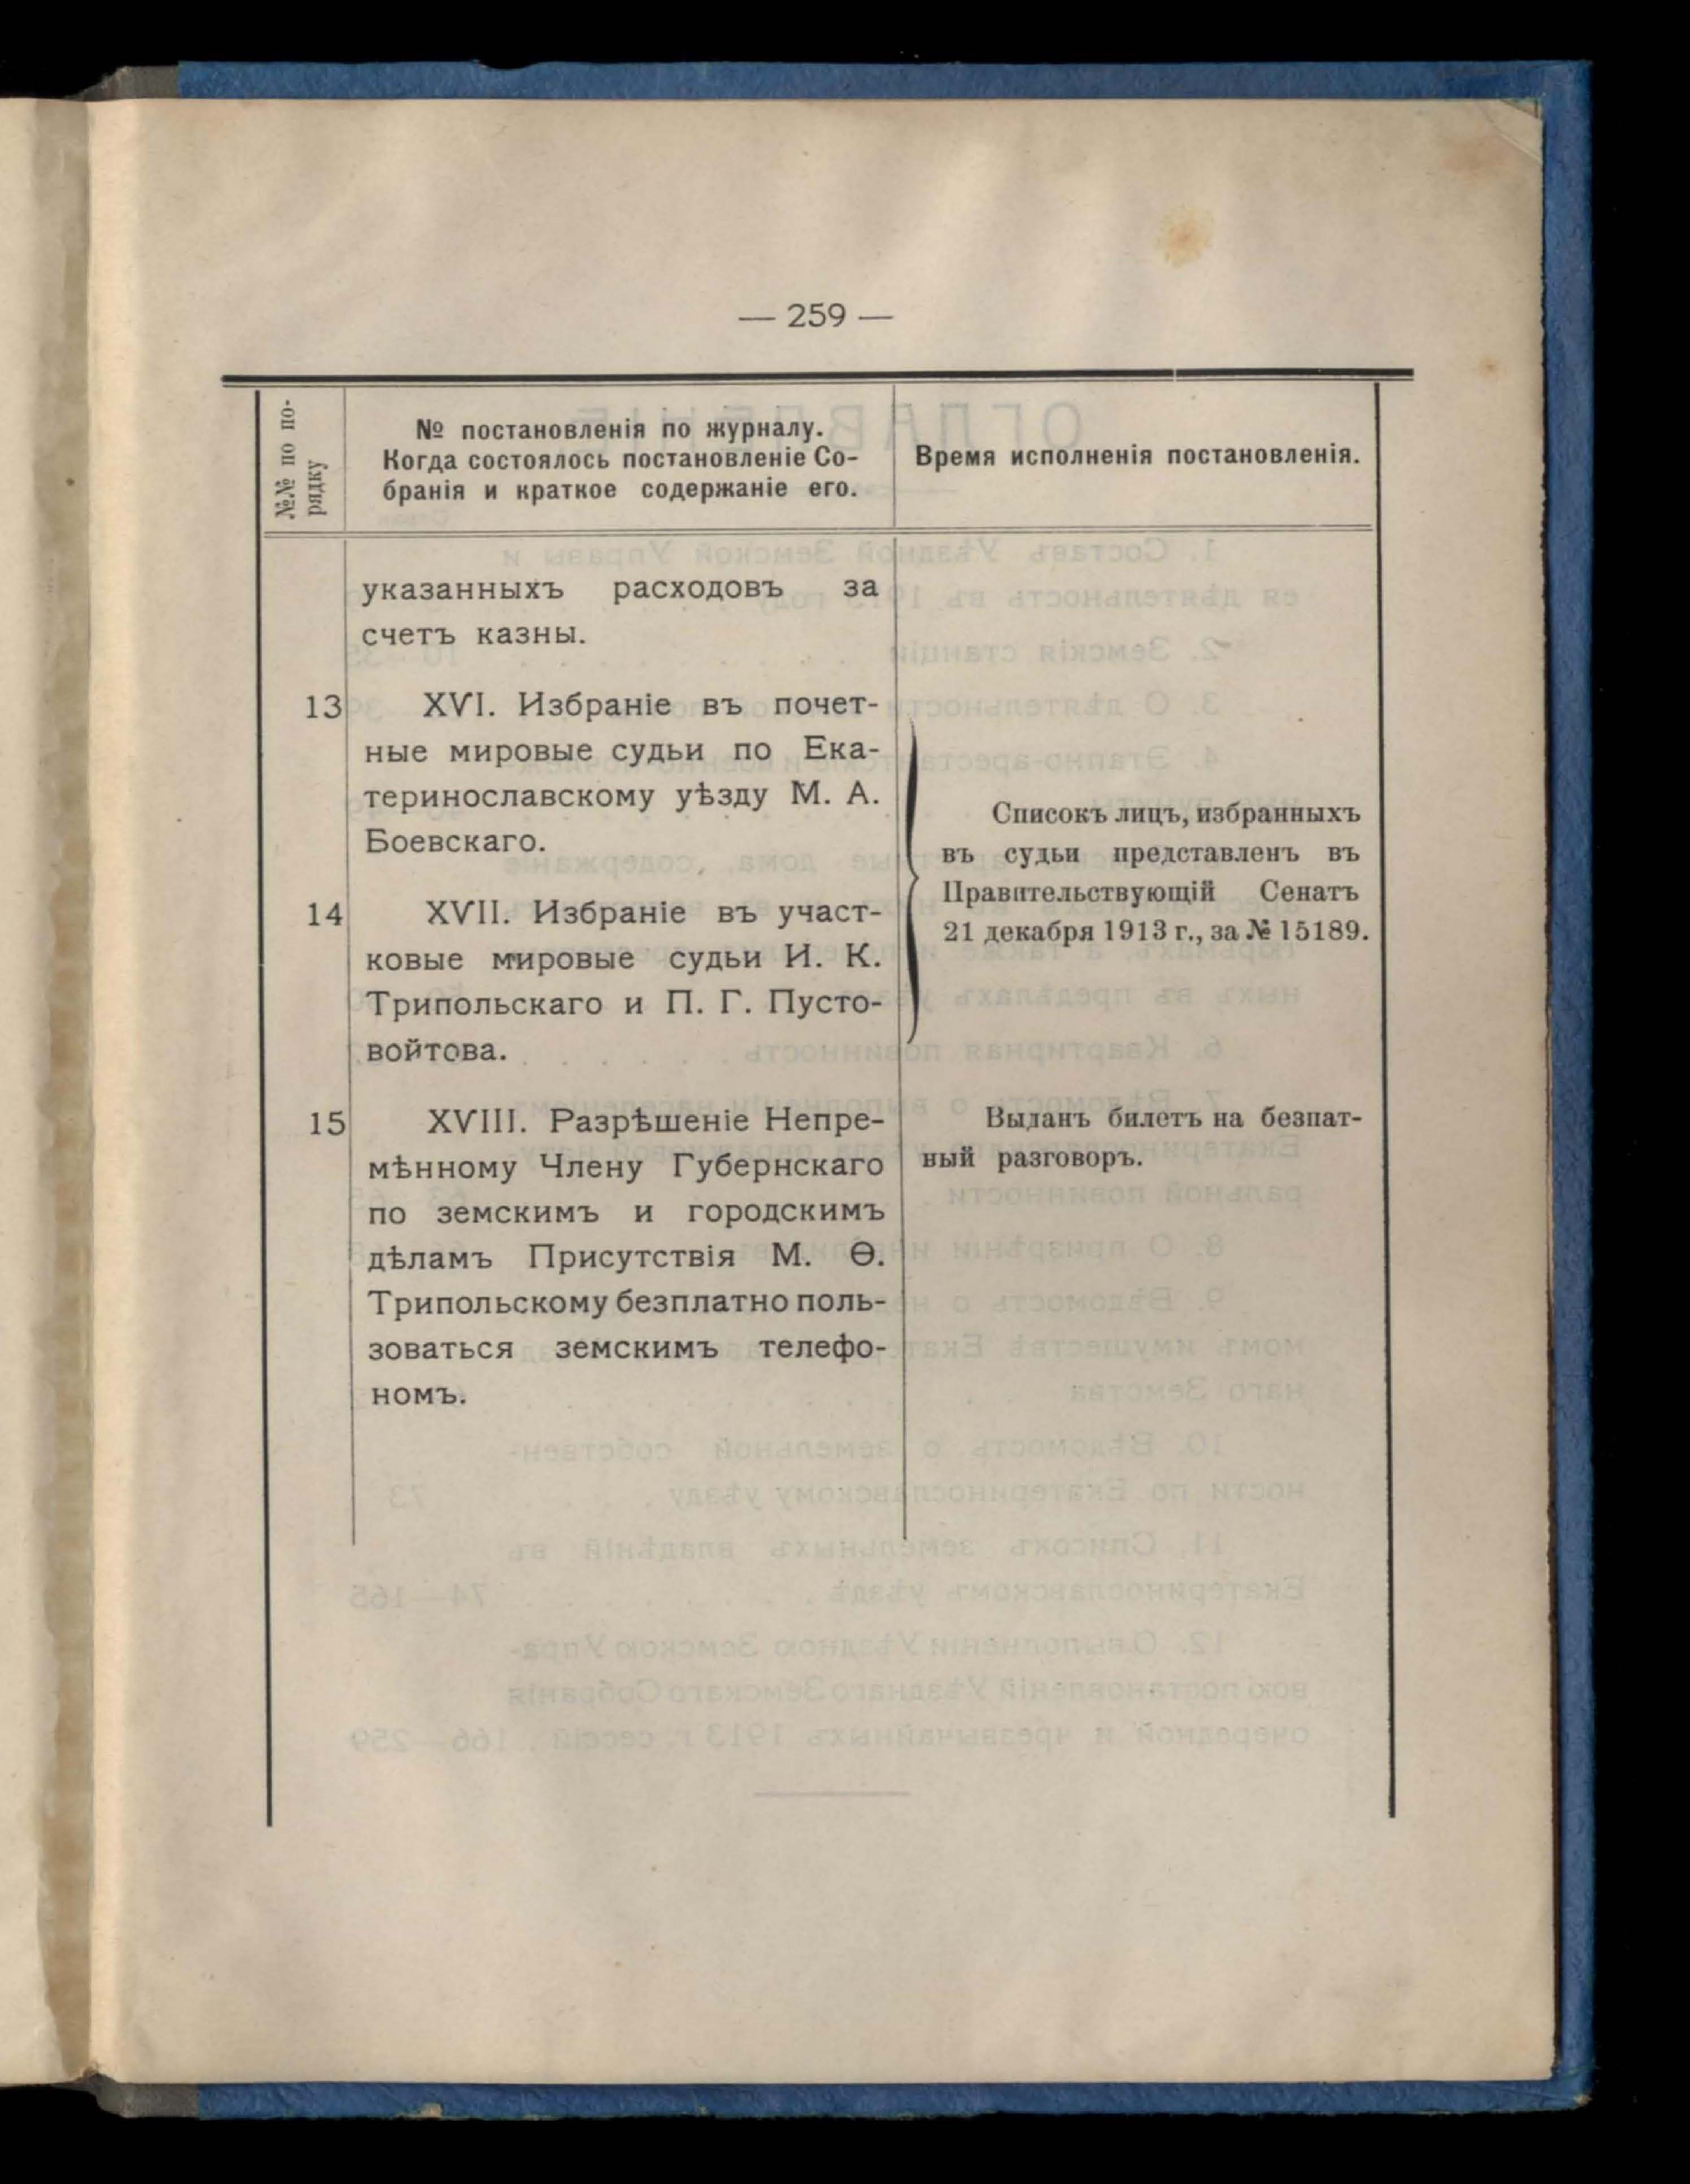 — 259 —
№№ по по-
рядку
№ постановленія по журналу.
Когда состоялось постановленіе Со-
бранія и краткое содержаніе его.
Время исполненія постановленія.
указанныхъ расходовъ за
счетъ казны.
13 XVI. Избраніе въ почет-
ные мировые судьи по Ека-
теринославскому уѣзду М. А.
Боевскаго.
14 XVII. Избраніе въ участ-
ковые мировые судьи И. К.
Трипольскаго и П. Г. Пусто-
войтова.
Списокъ лицъ, избранныхъ
въ судьи представленъ въ
Правительствующій Сенатъ
21 декабря 1913 г., за № 15189.
15 XVIII. Разрѣшеніе Непре-
мѣнному Члену Губернскаго
по земскимъ и городскимъ
дѣламъ Присутствія М. Ѳ.
Трипольскому безплатно поль-
зоваться земскимъ телефо-
номъ.
Выданъ билетъ на безпат-
ный разговоръ.